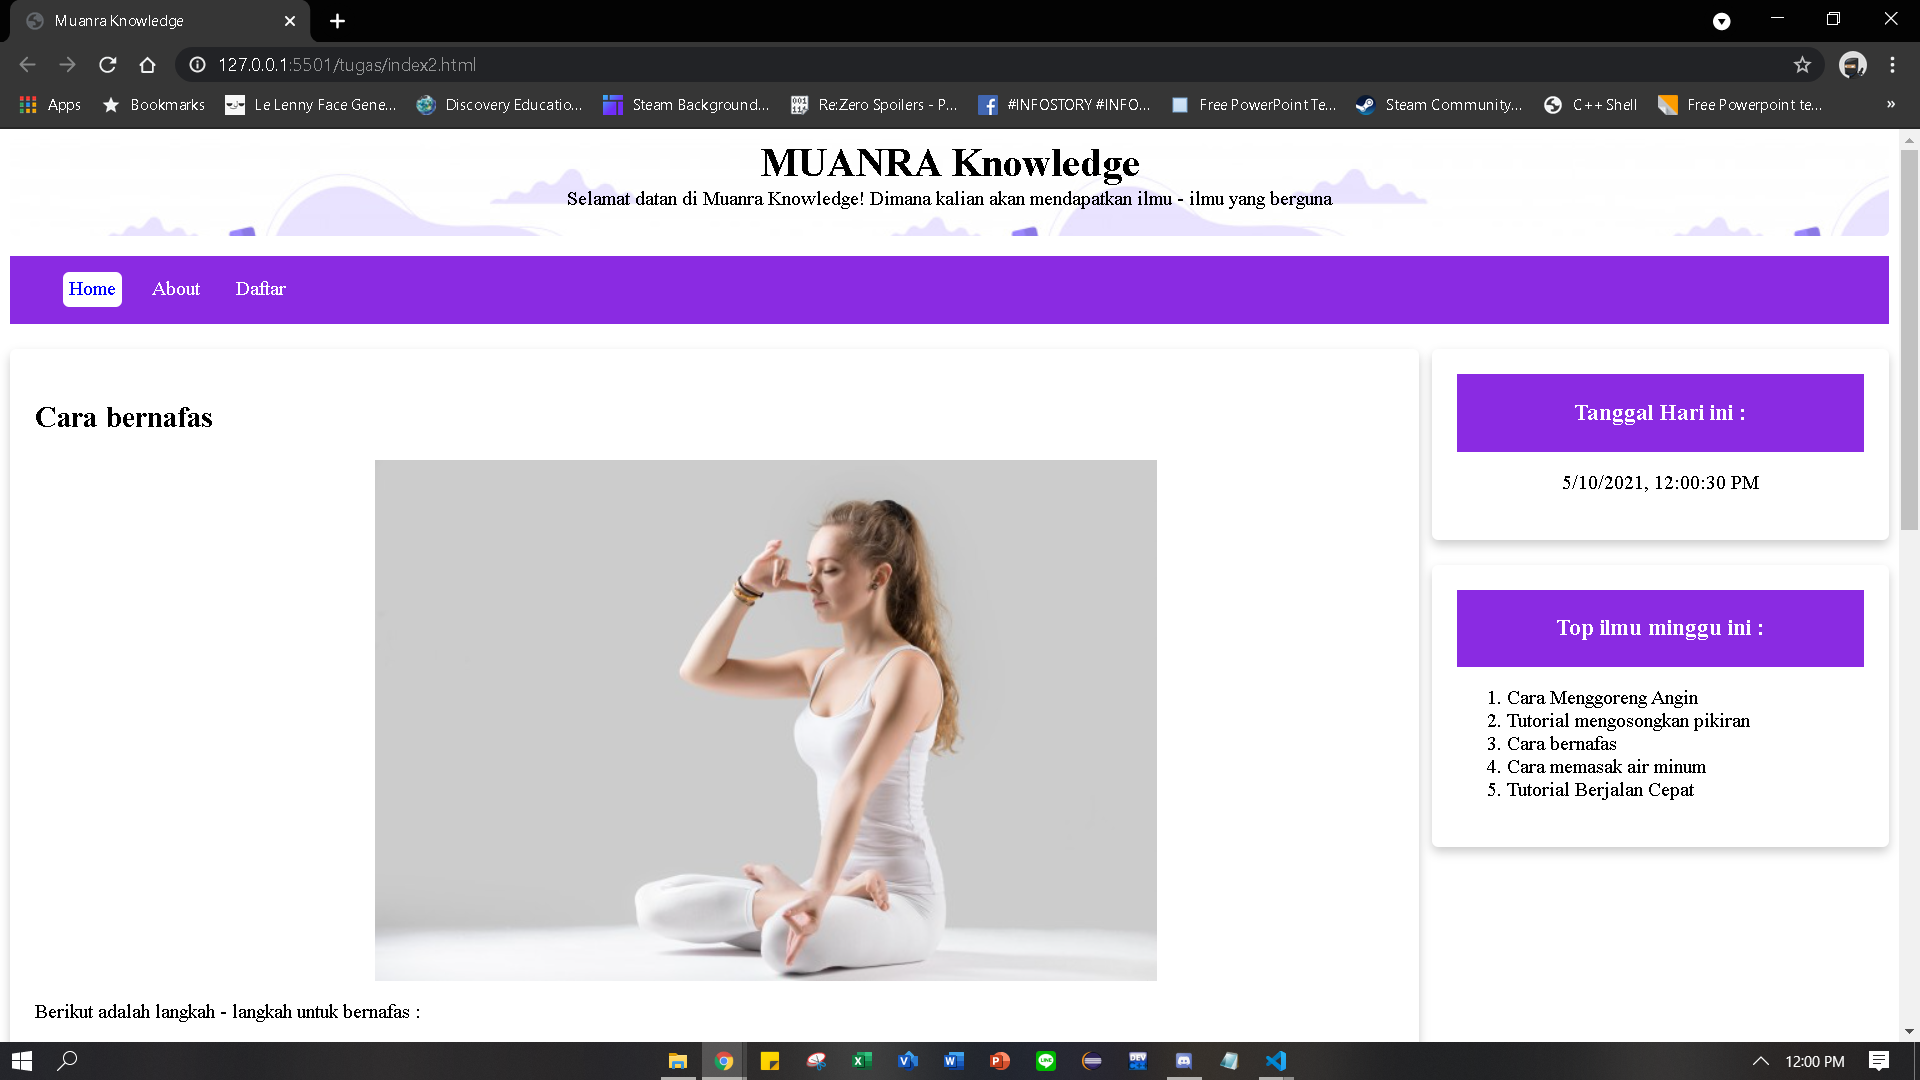 Muanra Knowledge
127.0.0.1:5501/tugas/index2.html
Apps
Bookmarks
Le Lenny Face Gene...
Discovery Educatio...
Steam Background...
Re:Zero Spoilers - P...
#INFOSTORY #INFO...
Free PowerPoint Te...
Steam Community...
C++ Shell
Free Powerpoint te...
»
MUANRA Knowledge
Selamat datan di Muanra Knowledge! Dimana kalian akan mendapatkan ilmu - ilmu yang berguna
Home About Daftar
Cara bernafas
Berikut adalah langkah - langkah untuk bernafas :
Tanggal Hari ini :
5/10/2021, 12:00:30 PM
Top ilmu minggu ini :
1. Cara Menggoreng Angin
2. Tutorial mengosongkan pikiran
3. Cara bernafas
4. Cara memasak air minum
5. Tutorial Berjalan Cepat
12:00 PM